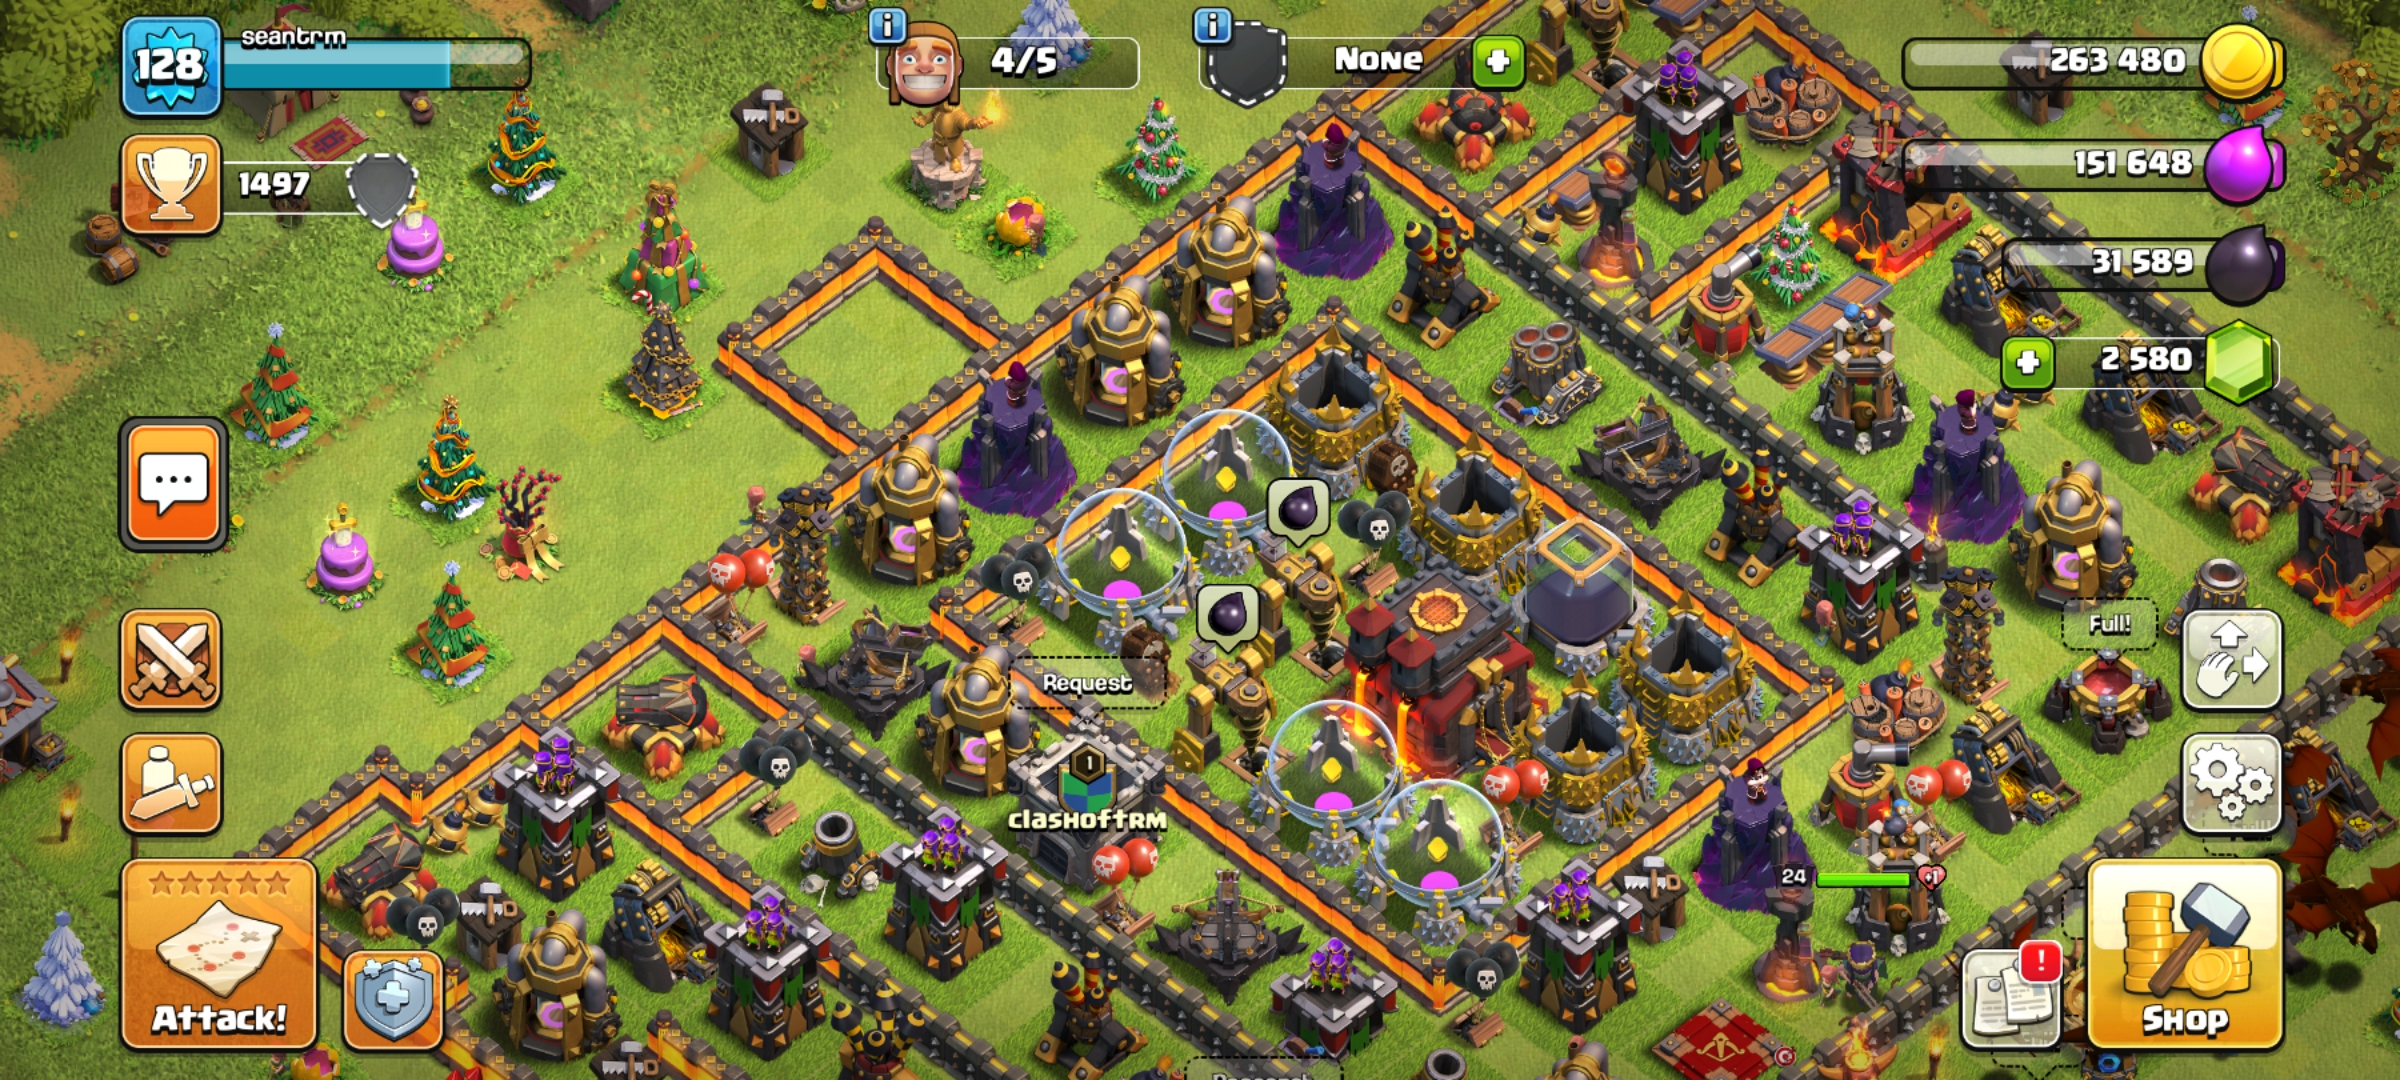 128
seantrm
4/5
None
263 480
1497
151 648
31 589
2 580
Full!
Request
1
clashoftrm
24
+1
Attack!
Shop